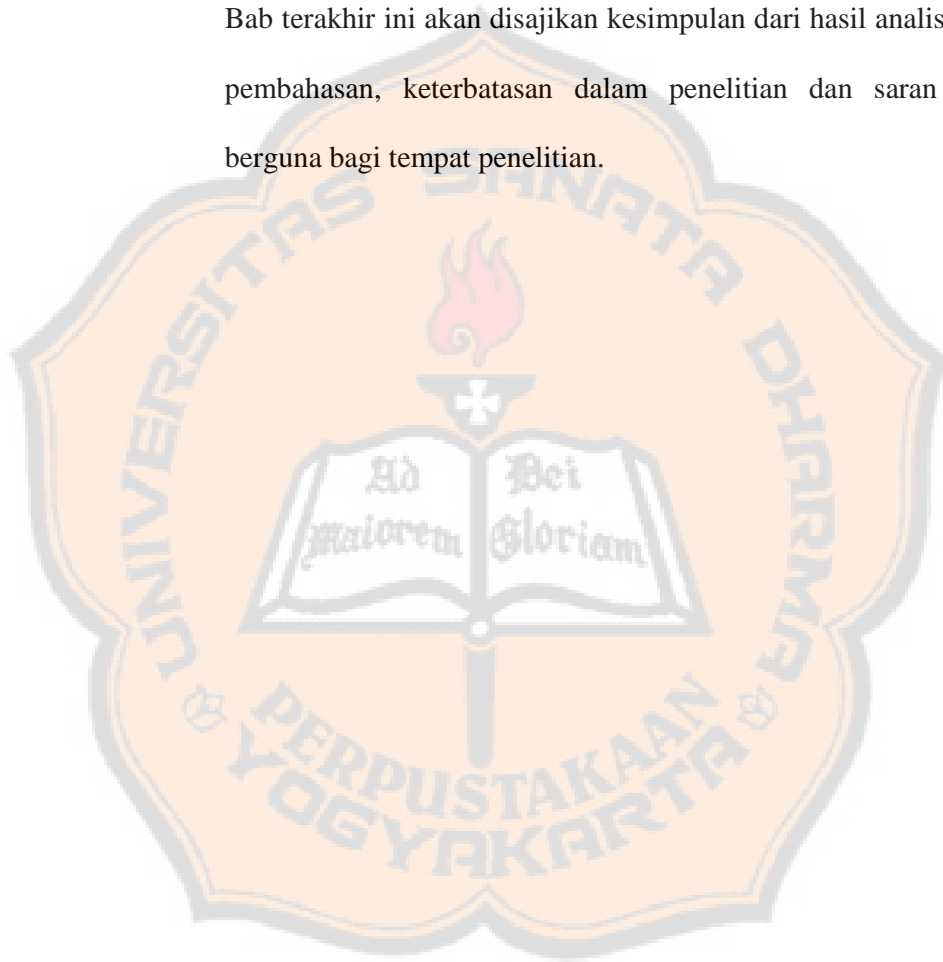 Bab terakhir ini akan disajikan kesimpulan dari hasil analis
pembahasan, keterbatasan dalam penelitian dan saran
berguna bagi tempat penelitian.
UNIVERSITAS SANATA DHARMA
Ad Dei
Maiorem Gloriam
PERPUSTAKAAN
YOGYAKARTA